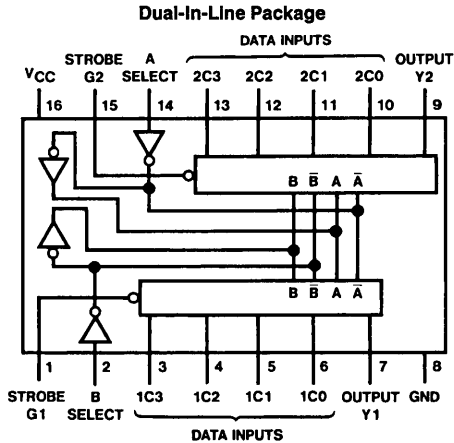 Dual-In-Line Package
DATA INPUTS
STROBE A OUTPUT
VCC G2 SELECT 2C3 2C2 2C1 2C0 Y2
16 15 14 13 12 11 10 9
B B̅ A A̅
B B̅ A A̅
1 2 3 4 5 6 7 8
STROBE B 1C3 1C2 1C1 1C0 OUTPUT GND
G1 SELECT Y1
DATA INPUTS